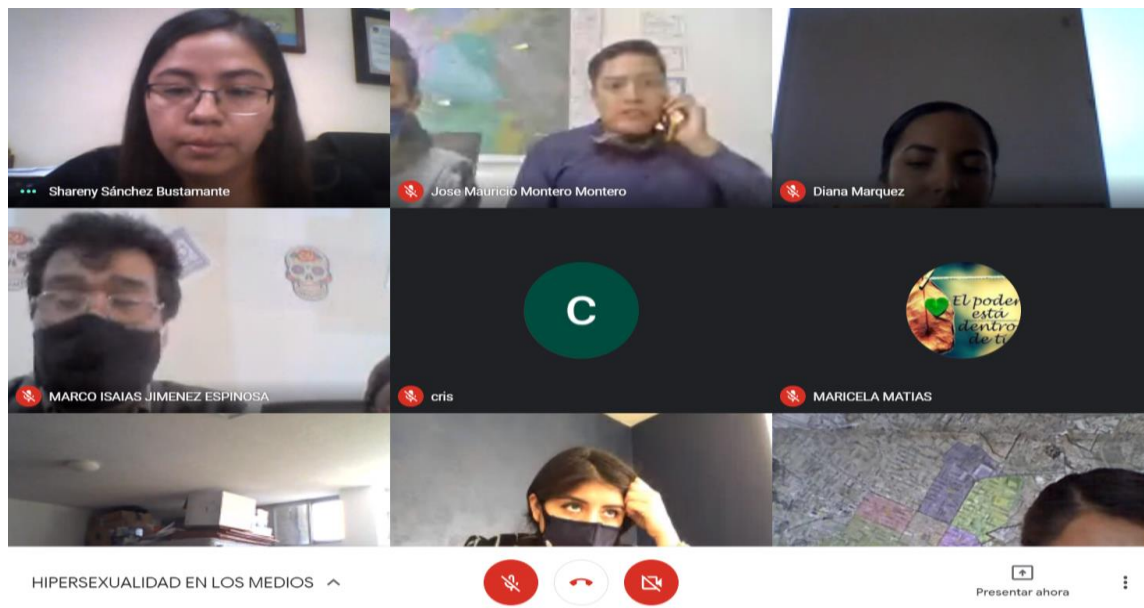 Shareny Sánchez Bustamante
Jose Mauricio Montero Montero
Diana Marquez
MARCO ISAIAS JIMENEZ ESPINOSA
C
cris
El poder
está
dentro
de ti
MARICELA MATIAS
HIPERSEXUALIDAD EN LOS MEDIOS
Presentar ahora